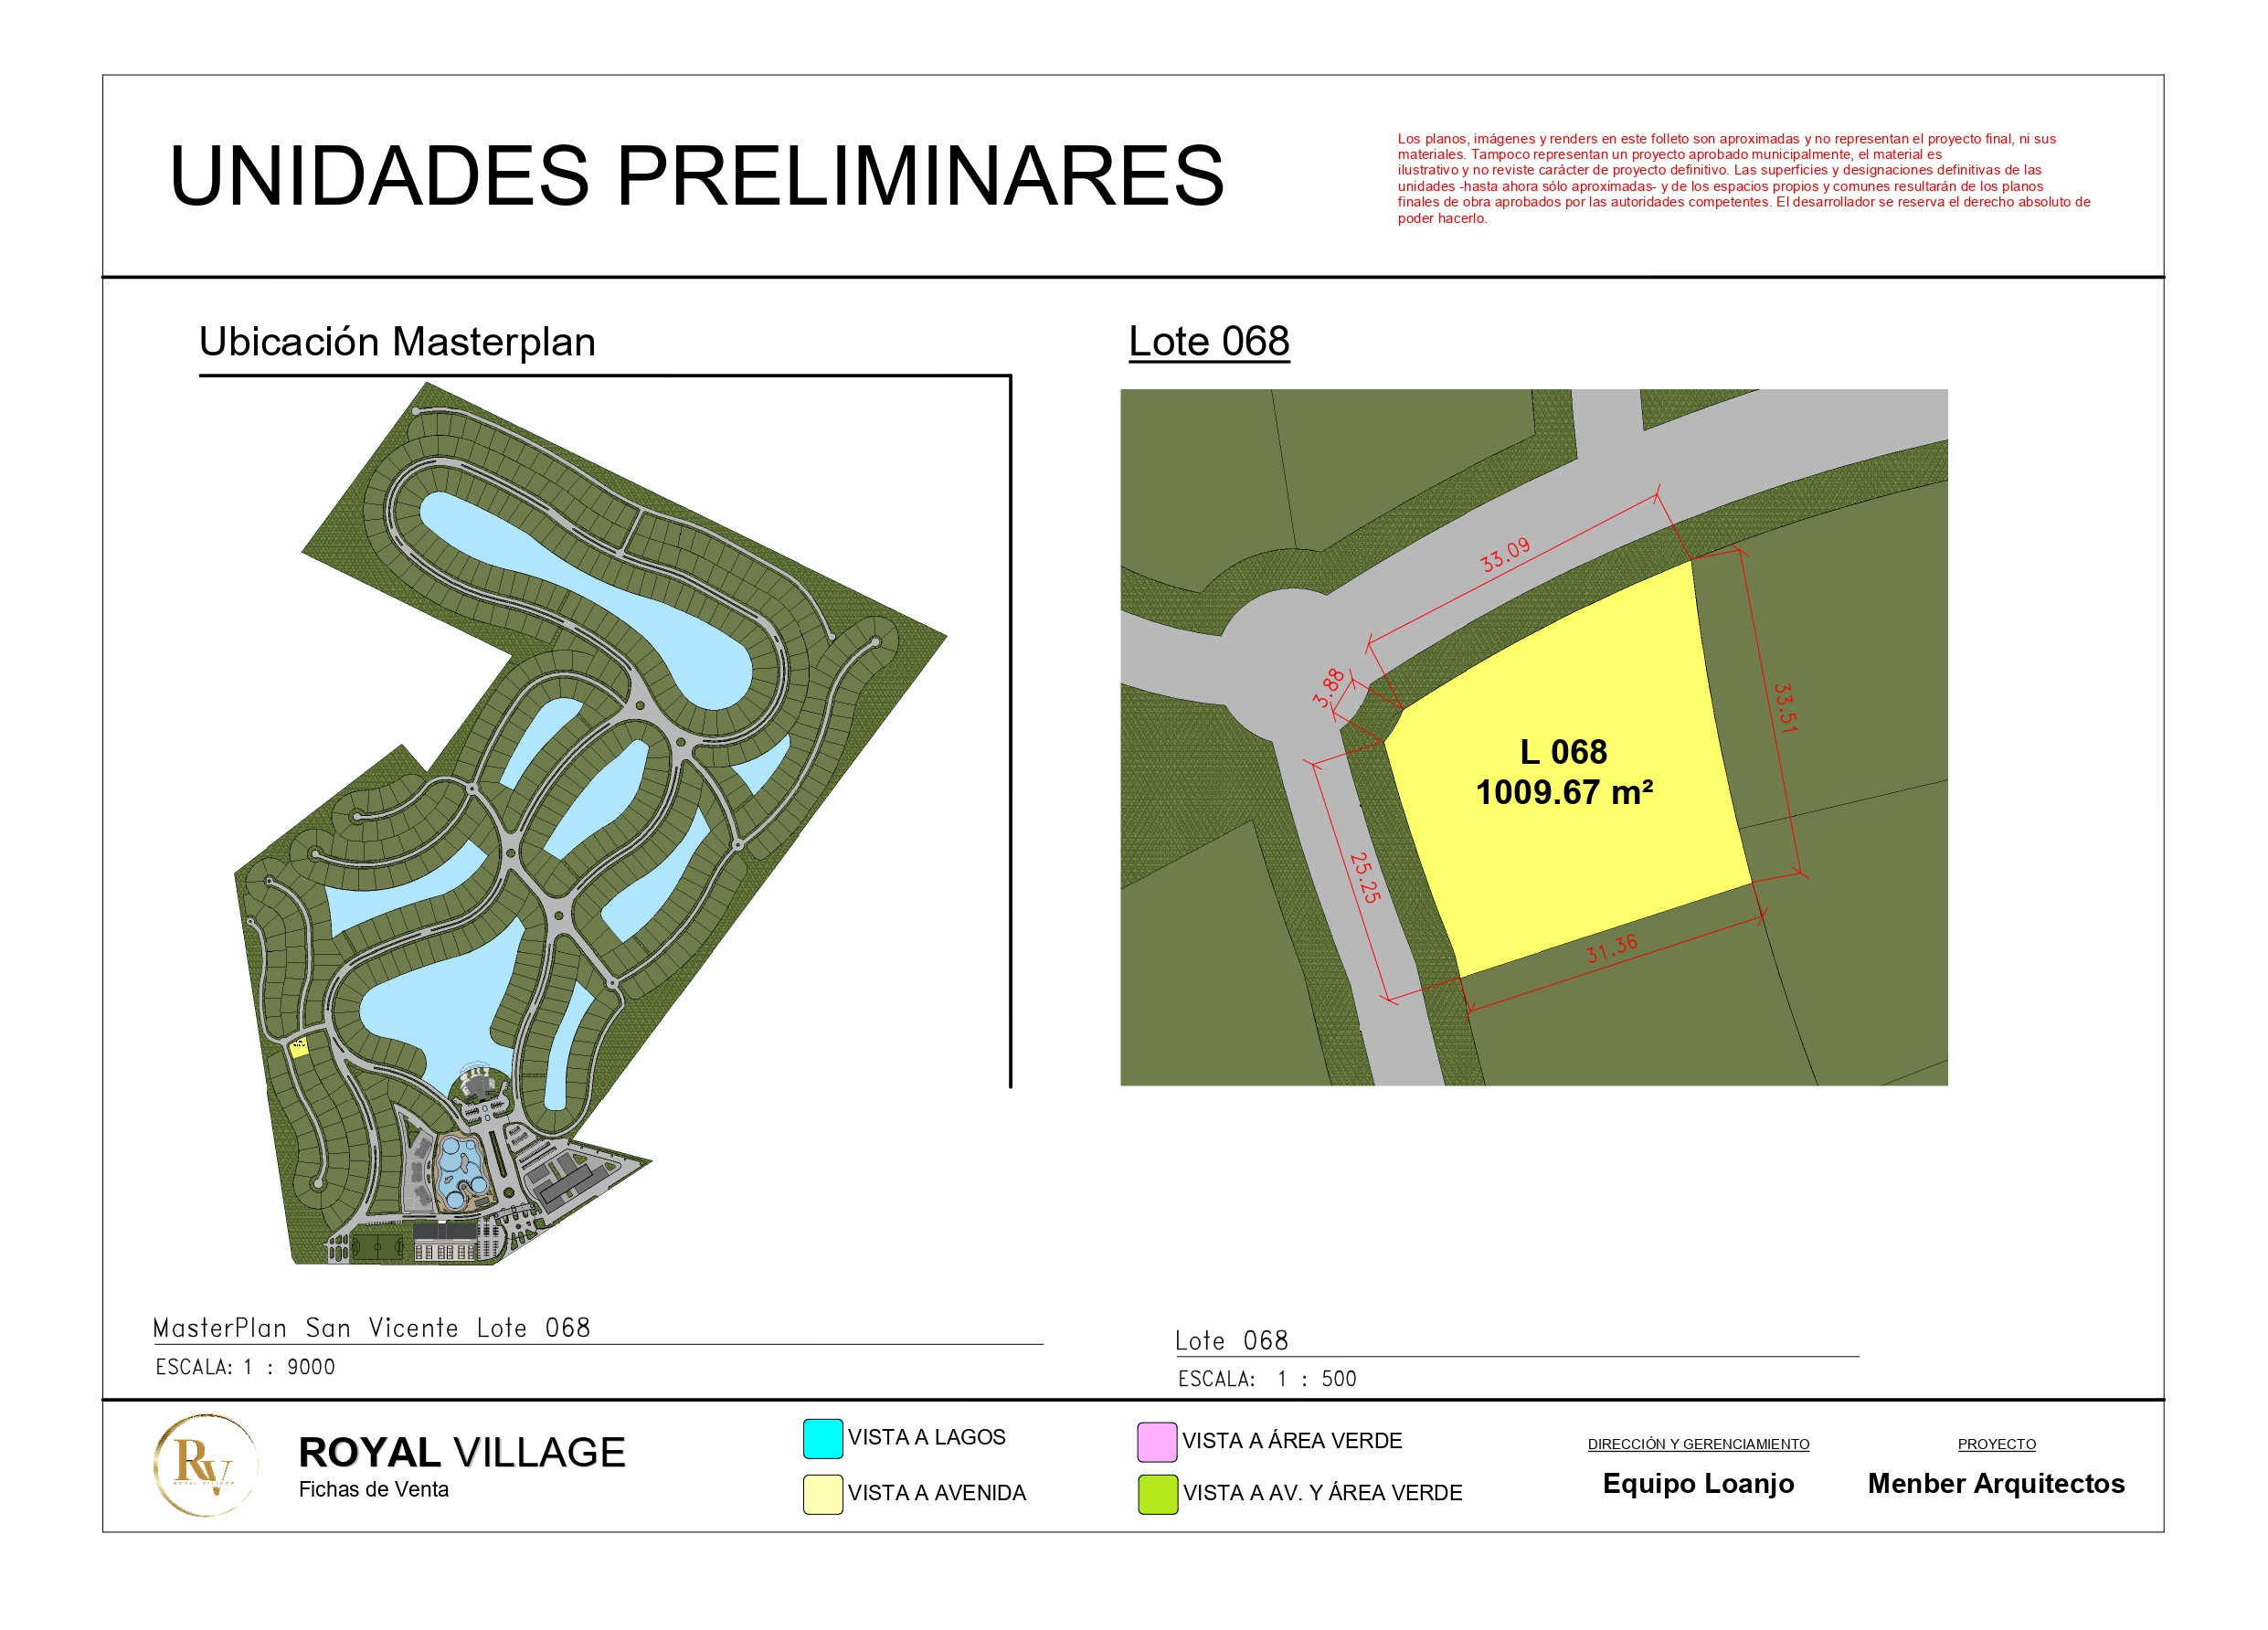 UNIDADES PRELIMINARES
Los planos, imágenes y renders en este folleto son aproximadas y no representan el proyecto final, ni sus
materiales. Tampoco representan un proyecto aprobado municipalmente, el material es
ilustrativo y no reviste carácter de proyecto definitivo. Las superficies y designaciones definitivas de las
unidades -hasta ahora sólo aproximadas- y de los espacios propios y comunes resultarán de los planos
finales de obra aprobados por las autoridades competentes. El desarrollador se reserva el derecho absoluto de
poder hacerlo.
Ubicación Masterplan
Lote 068
33.09
3.88
33.51
L 068
1009.67 m²
25.25
31.36
MasterPlan San Vicente Lote 068
ESCALA: 1 : 9000
Lote 068
ESCALA: 1 : 500
RV
ROYAL VILLAGE
ROYAL VILLAGE
Fichas de Venta
VISTA A LAGOS
VISTA A AVENIDA
VISTA A ÁREA VERDE
VISTA A AV. Y ÁREA VERDE
DIRECCIÓN Y GERENCIAMIENTO
Equipo Loanjo
PROYECTO
Menber Arquitectos